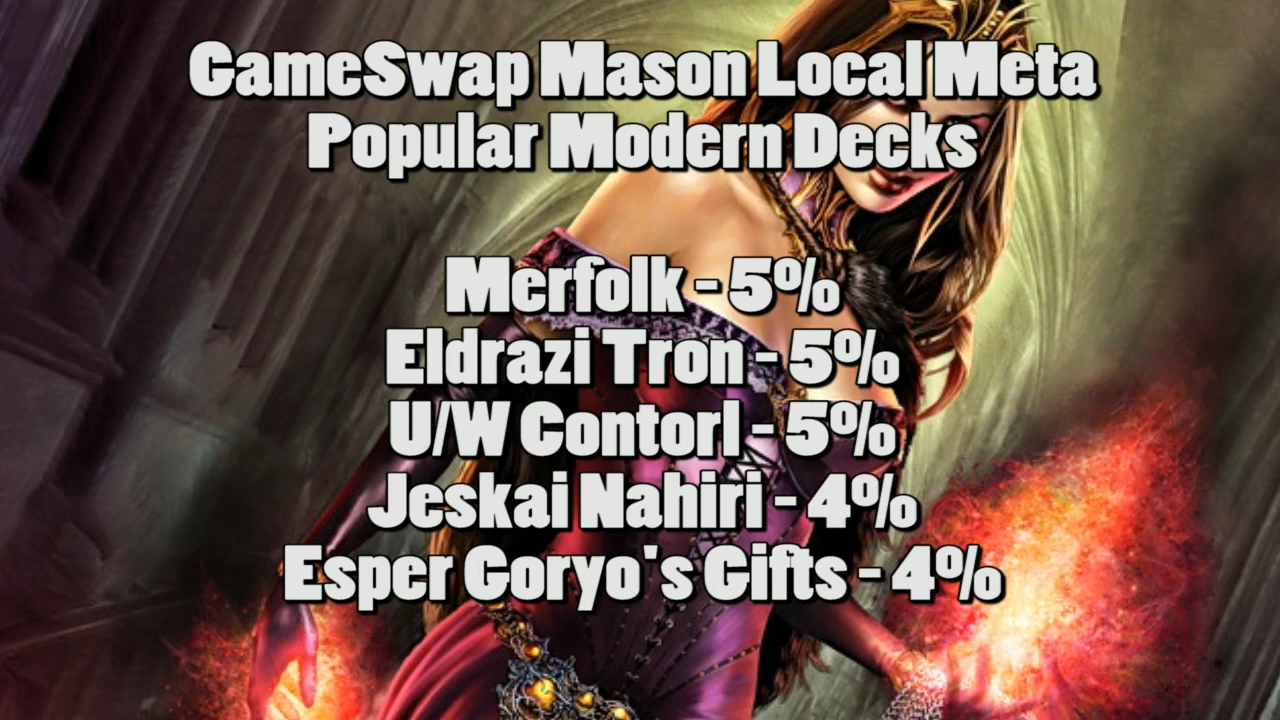 GameSwap Mason Local Meta
Popular Modern Decks
Merfolk - 5%
Eldrazi Tron - 5%
U/W Contorl - 5%
Jeskai Nahiri - 4%
Esper Goryo's Gifts - 4%